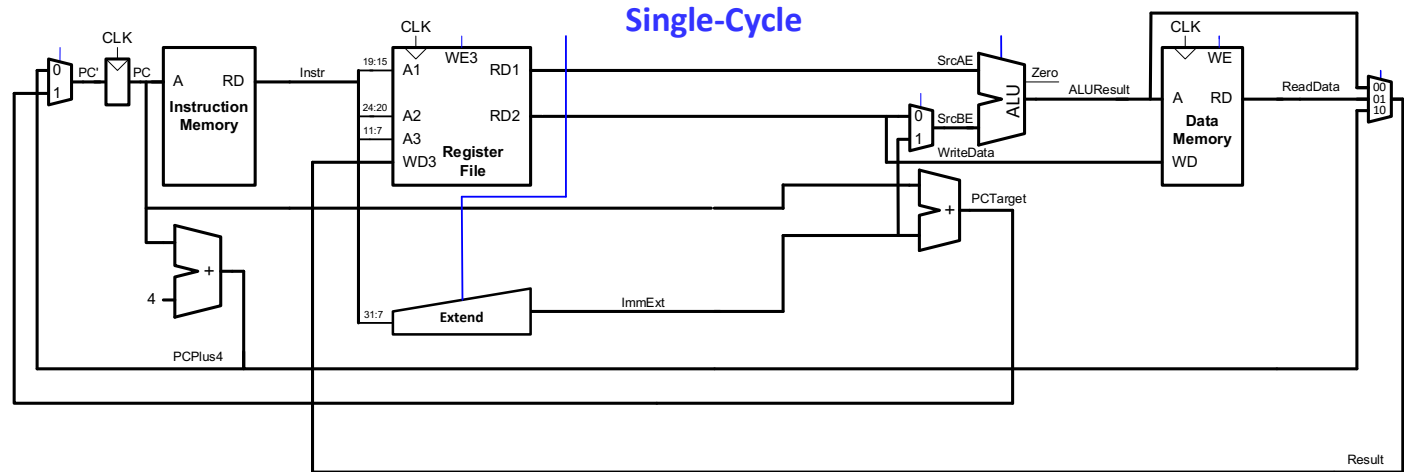 Single-Cycle
0
1
PC'
CLK
PC
A
RD
Instruction
Memory
Instr
19:15
24:20
11:7
31:7
CLK
WE3
A1
A2
A3
WD3
RD1
RD2
Register
File
4
+
PCPlus4
Extend
ImmExt
SrcAE
0
1
SrcBE
WriteData
ALU
Zero
ALUResult
+
PCTarget
CLK
WE
A
RD
Data
Memory
WD
ReadData
00
01
10
Result